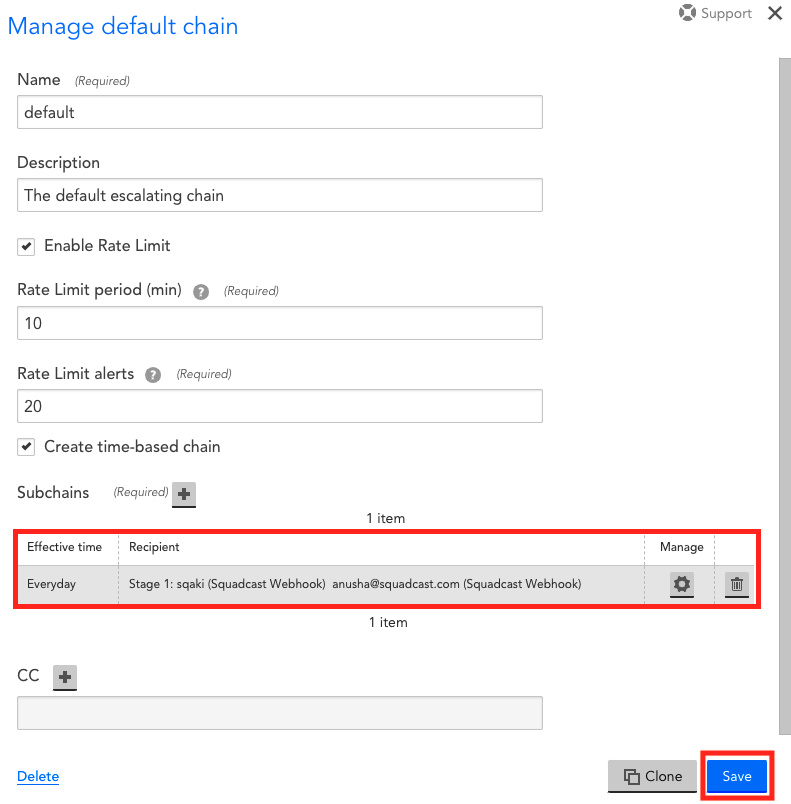 Support
Manage default chain
Name (Required)
default
Description
The default escalating chain
Enable Rate Limit
Rate Limit period (min) ? (Required)
10
Rate Limit alerts ? (Required)
20
Create time-based chain
Subchains (Required)
1 item
Effective time Recipient Manage
Everyday Stage 1: sqaki (Squadcast Webhook) anusha@squadcast.com (Squadcast Webhook)
1 item
CC
Delete Clone Save